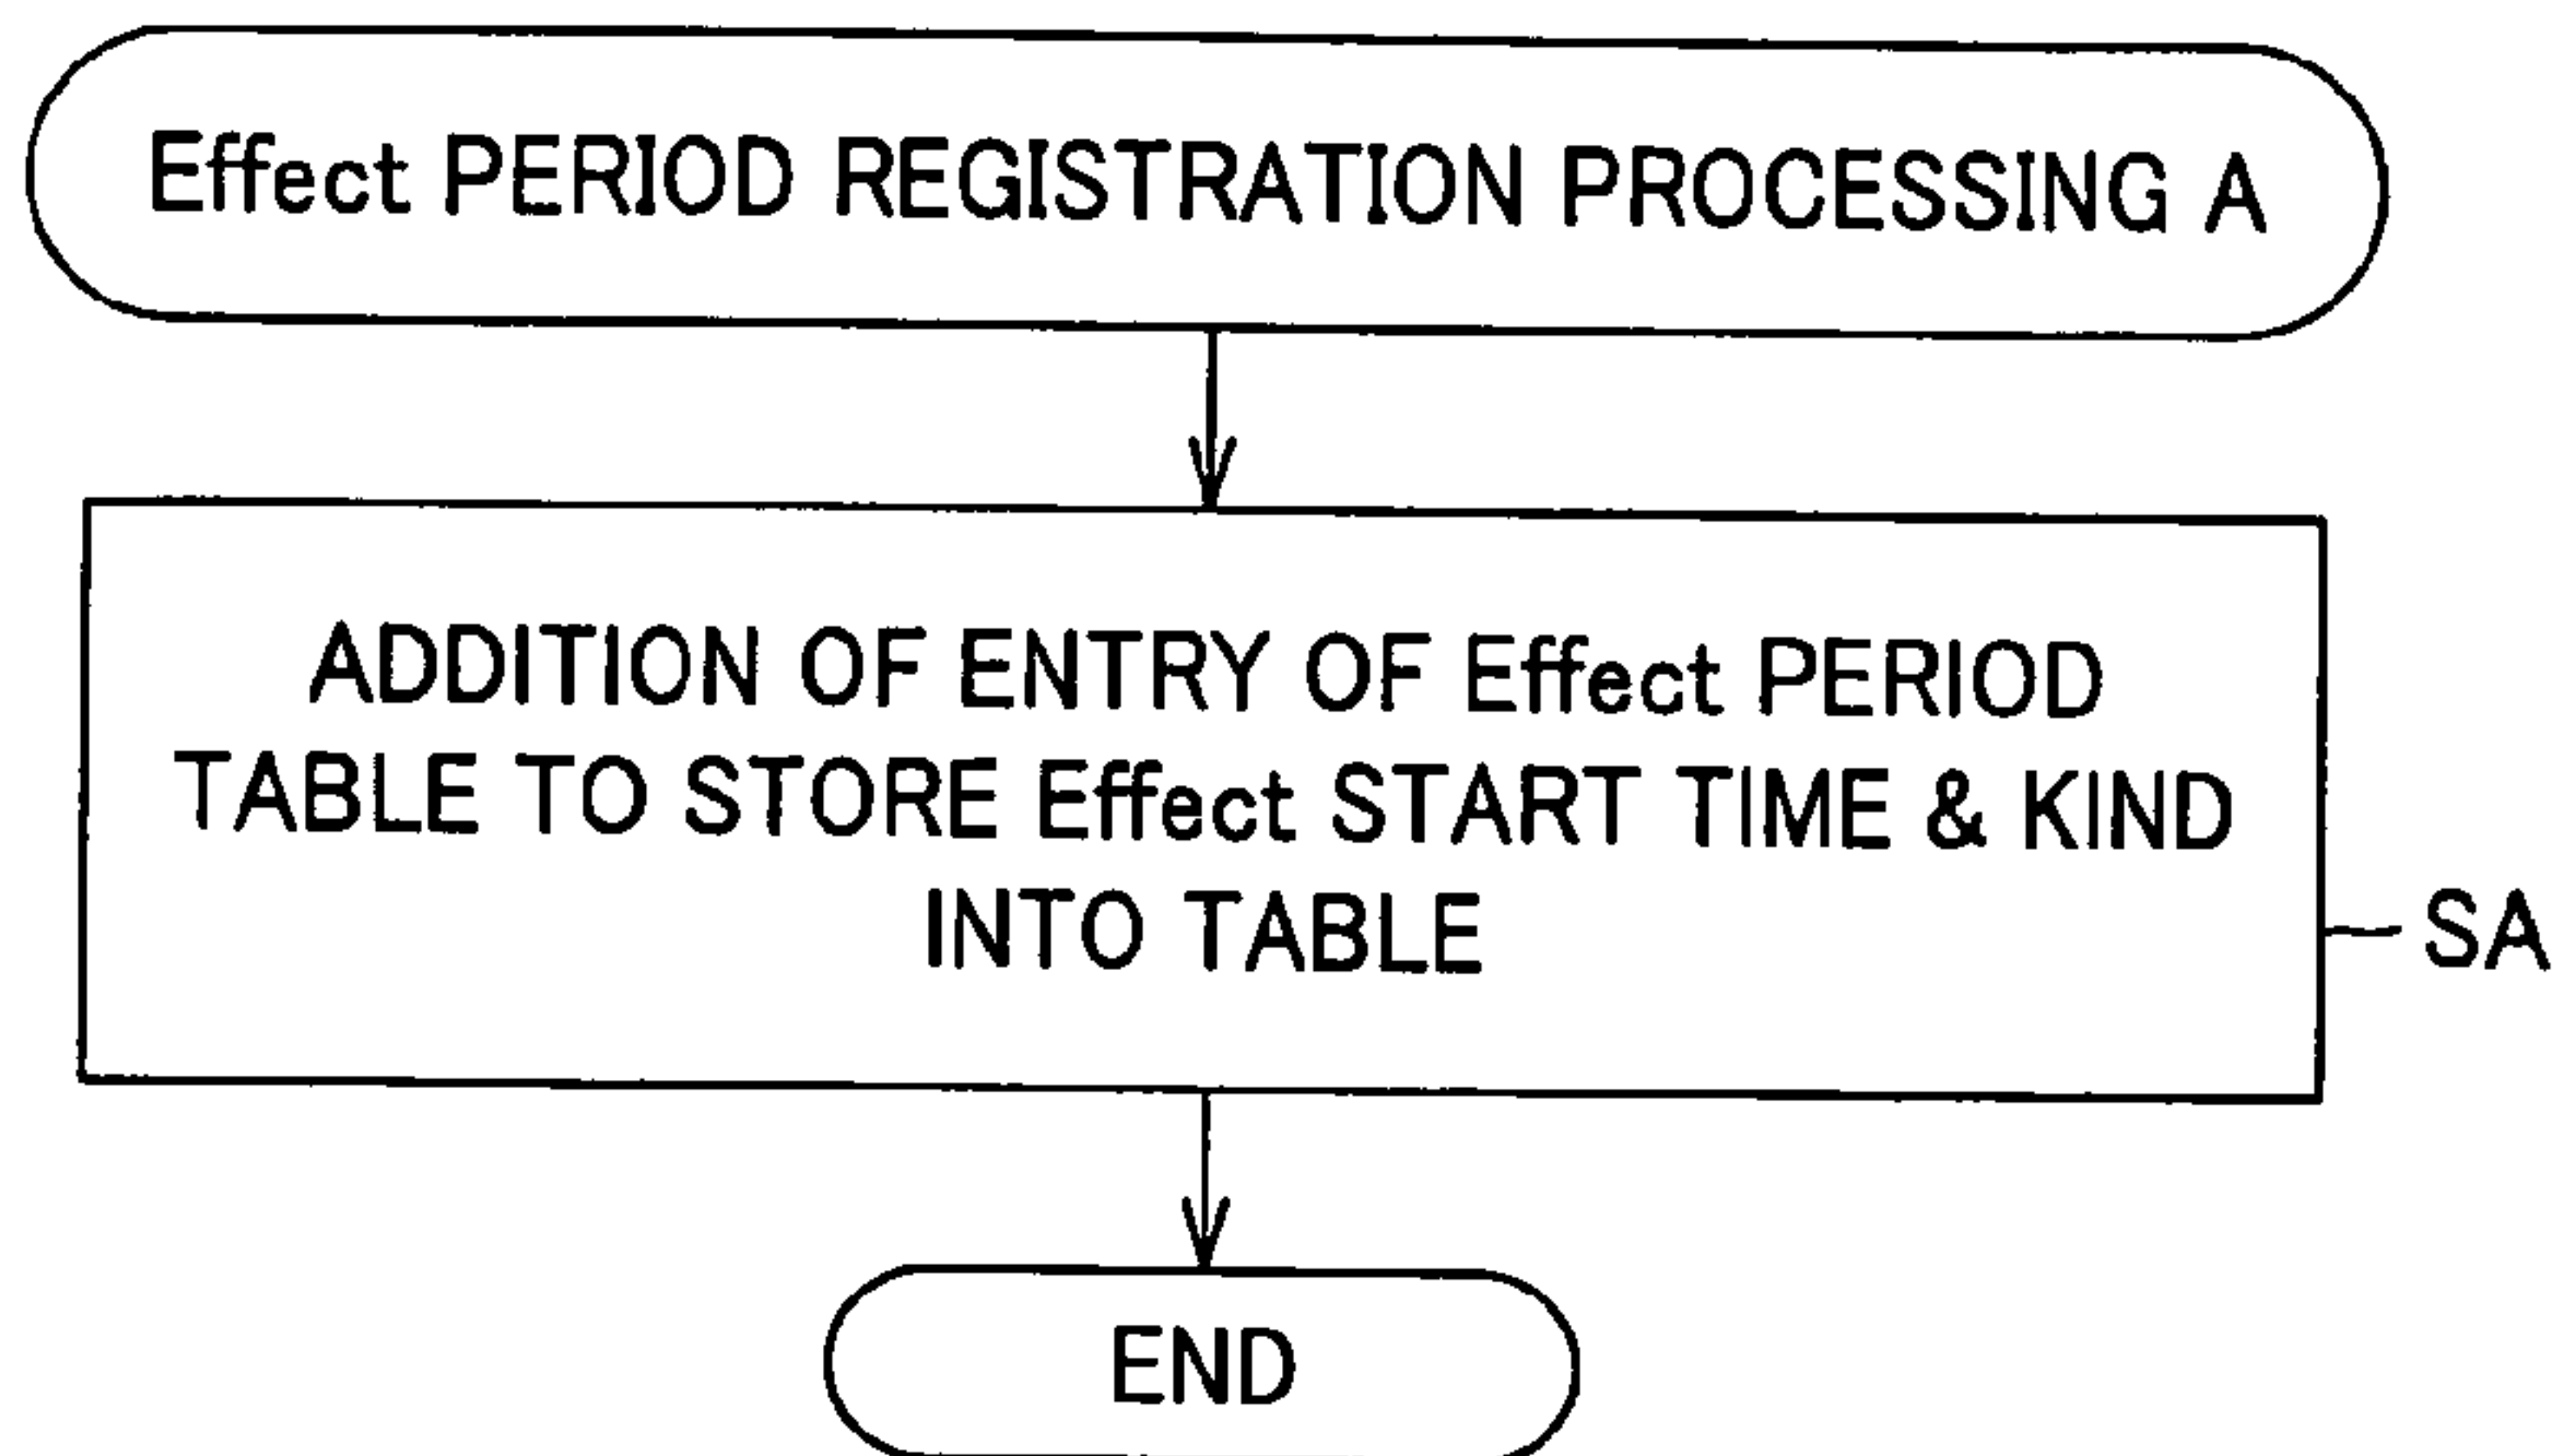 Effect PERIOD REGISTRATION PROCESSING A
ADDITION OF ENTRY OF Effect PERIOD
TABLE TO STORE Effect START TIME & KIND
INTO TABLE
SA
END